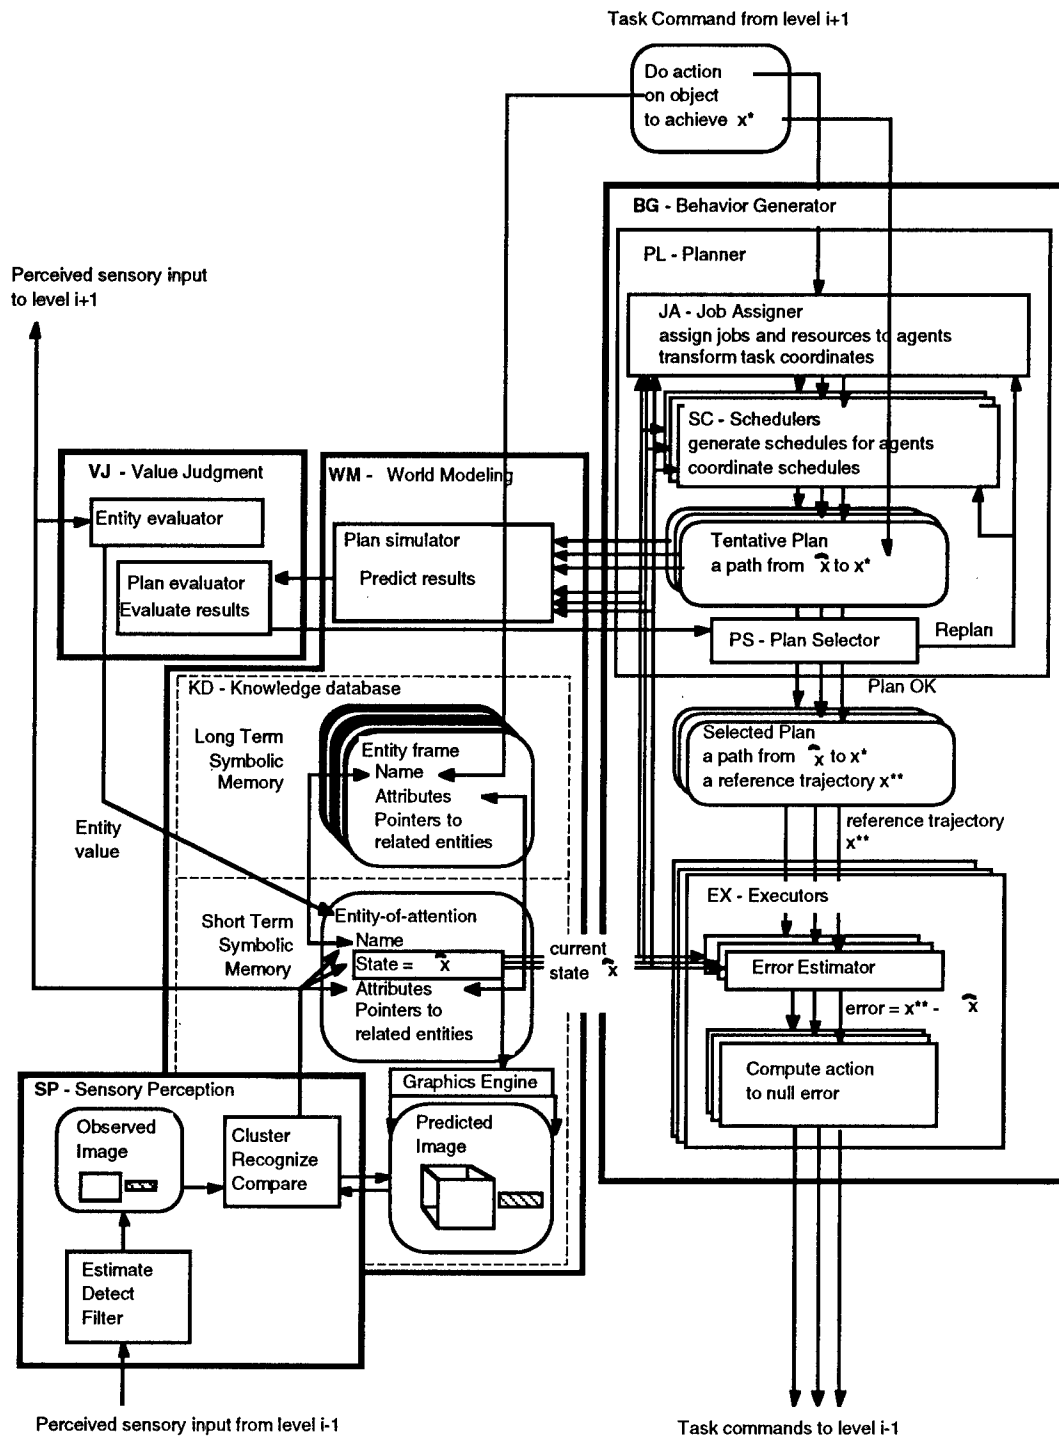 Task Command from level i+1
Do action
on object
to achieve x*
BG - Behavior Generator
PL - Planner
JA - Job Assigner
assign jobs and resources to agents
transform task coordinates
SC - Schedulers
generate schedules for agents
coordinate schedules
Tentative Plan
a path from x̂ to x*
PS - Plan Selector
Replan
Plan OK
Selected Plan
a path from x̂ to x*
a reference trajectory x**
reference trajectory
x**
EX - Executors
Error Estimator
error = x** - x̂
Compute action
to null error
Task commands to level i-1
Perceived sensory input
to level i+1
VJ - Value Judgment
Entity evaluator
Plan evaluator
Evaluate results
WM - World Modeling
Plan simulator
Predict results
KD - Knowledge database
Long Term
Symbolic
Memory
Entity frame
Name
Attributes
Pointers to
related entities
Entity
value
Short Term
Symbolic
Memory
Entity-of-attention
Name
State = x̂
Attributes
Pointers to
related entities
current
state x̂
Graphics Engine
Predicted
Image
SP - Sensory Perception
Observed
Image
Cluster
Recognize
Compare
Estimate
Detect
Filter
Perceived sensory input from level i-1